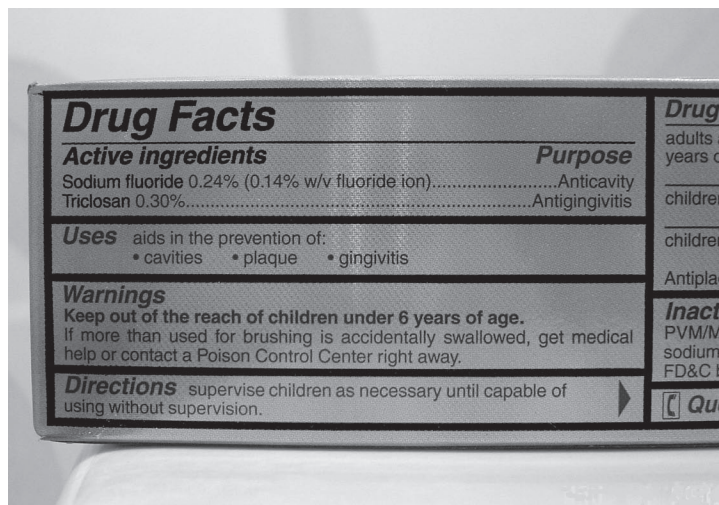 Drug Facts
Active ingredients Purpose
Sodium fluoride 0.24% (0.14% w/v fluoride ion).......................Anticavity
Triclosan 0.30%..............................................................Antigingivitis
Uses aids in the prevention of:
• cavities • plaque • gingivitis
Warnings
Keep out of the reach of children under 6 years of age.
If more than used for brushing is accidentally swallowed, get medical
help or contact a Poison Control Center right away.
Directions supervise children as necessary until capable of
using without supervision.
Drug
adults
years
children
children
Antipla
Inact
PVM/M
sodium
FD&C
Qu